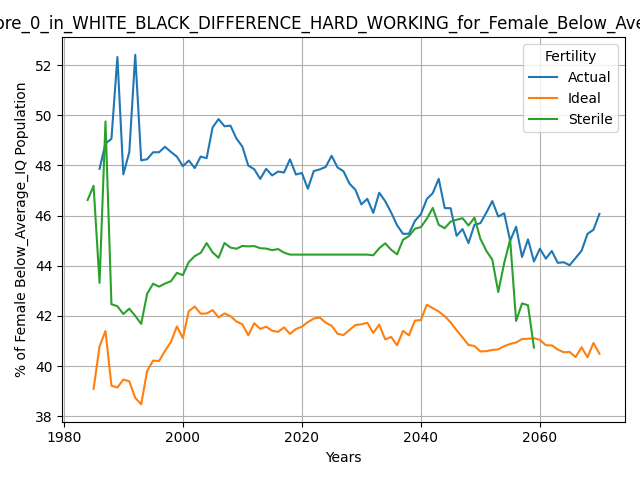 ore_0_in_WHITE_BLACK_DIFFERENCE_HARD_WORKING_for_Female_Below_Ave
52
50
48
46
44
42
40
38
% of Female Below_Average_IQ Population
Fertility
Actual
Ideal
Sterile
1980
2000
2020
2040
2060
Years